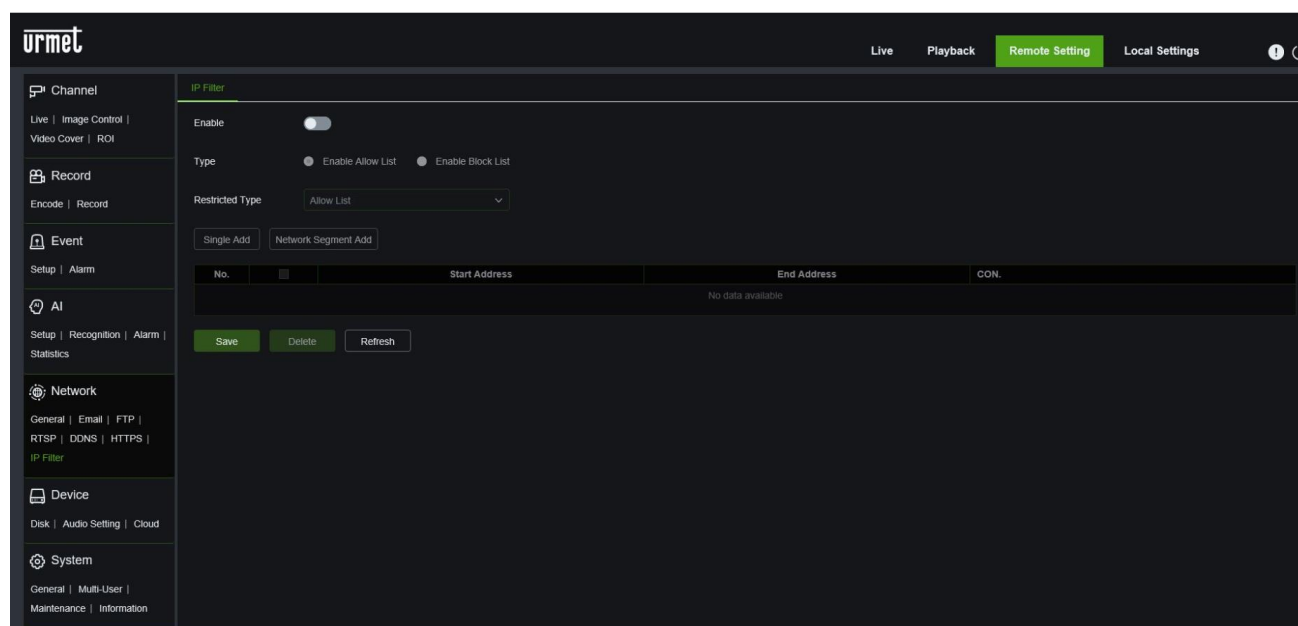 urmet
Live Playback Remote Setting Local Settings
Channel
Live | Image Control |
Video Cover | ROI
Record
Encode | Record
Event
Setup | Alarm
AI
Setup | Recognition | Alarm |
Statistics
Network
General | Email | FTP |
RTSP | DDNS | HTTPS |
IP Filter
Device
Disk | Audio Setting | Cloud
System
General | Multi-User |
Maintenance | Information
IP Filter
Enable
Type Enable Allow List Enable Block List
Restricted Type Allow List
Single Add Network Segment Add
No. Start Address End Address CON.
No data available
Save Delete Refresh